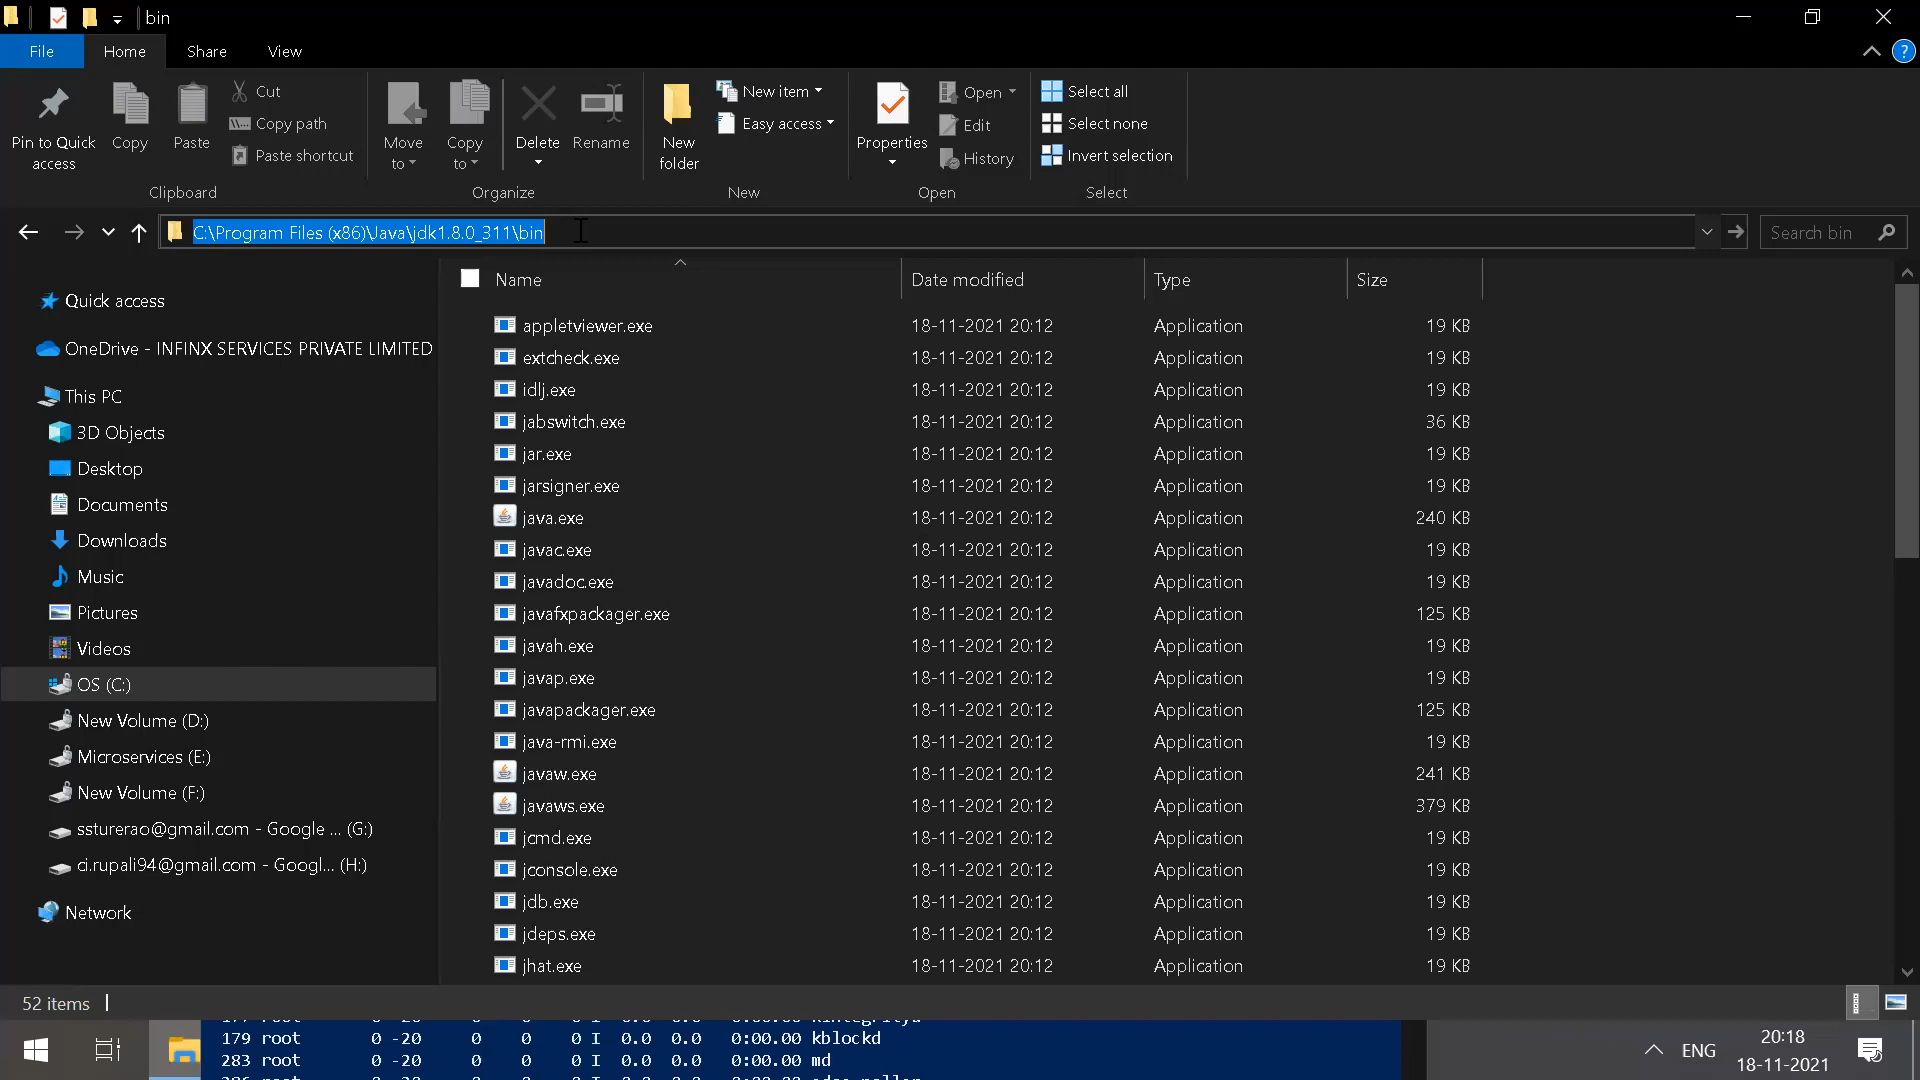 bin
File Home Share View
Pin to Quick access
Copy
Paste
Cut
Copy path
Paste shortcut
Clipboard
Move to
Copy to
Delete
Rename
Organize
New folder
New item
Easy access
New
Properties
Open
Edit
History
Open
Select all
Select none
Invert selection
Select
C:\Program Files (x86)\Java\jdk1.8.0_311\bin
Search bin
Quick access
OneDrive - INFINX SERVICES PRIVATE LIMITED
This PC
3D Objects
Desktop
Documents
Downloads
Music
Pictures
Videos
OS (C:)
New Volume (D:)
Microservices (E:)
New Volume (F:)
ssturerao@gmail.com - Google ... (G:)
ci.rupali94@gmail.com - Googl... (H:)
Network
Name Date modified Type Size
appletviewer.exe 18-11-2021 20:12 Application 19 KB
extcheck.exe 18-11-2021 20:12 Application 19 KB
idlj.exe 18-11-2021 20:12 Application 19 KB
jabswitch.exe 18-11-2021 20:12 Application 36 KB
jar.exe 18-11-2021 20:12 Application 19 KB
jarsigner.exe 18-11-2021 20:12 Application 19 KB
java.exe 18-11-2021 20:12 Application 240 KB
javac.exe 18-11-2021 20:12 Application 19 KB
javadoc.exe 18-11-2021 20:12 Application 19 KB
javafxpackager.exe 18-11-2021 20:12 Application 125 KB
javah.exe 18-11-2021 20:12 Application 19 KB
javap.exe 18-11-2021 20:12 Application 19 KB
javapackager.exe 18-11-2021 20:12 Application 125 KB
java-rmi.exe 18-11-2021 20:12 Application 19 KB
javaw.exe 18-11-2021 20:12 Application 241 KB
javaws.exe 18-11-2021 20:12 Application 379 KB
jcmd.exe 18-11-2021 20:12 Application 19 KB
jconsole.exe 18-11-2021 20:12 Application 19 KB
jdb.exe 18-11-2021 20:12 Application 19 KB
jdeps.exe 18-11-2021 20:12 Application 19 KB
jhat.exe 18-11-2021 20:12 Application 19 KB
52 items
179 root 0 -20 0 0 0 I 0.0 0.0 0:00.00 kblockd
283 root 0 -20 0 0 0 I 0.0 0.0 0:00.00 md
ENG
20:18
18-11-2021